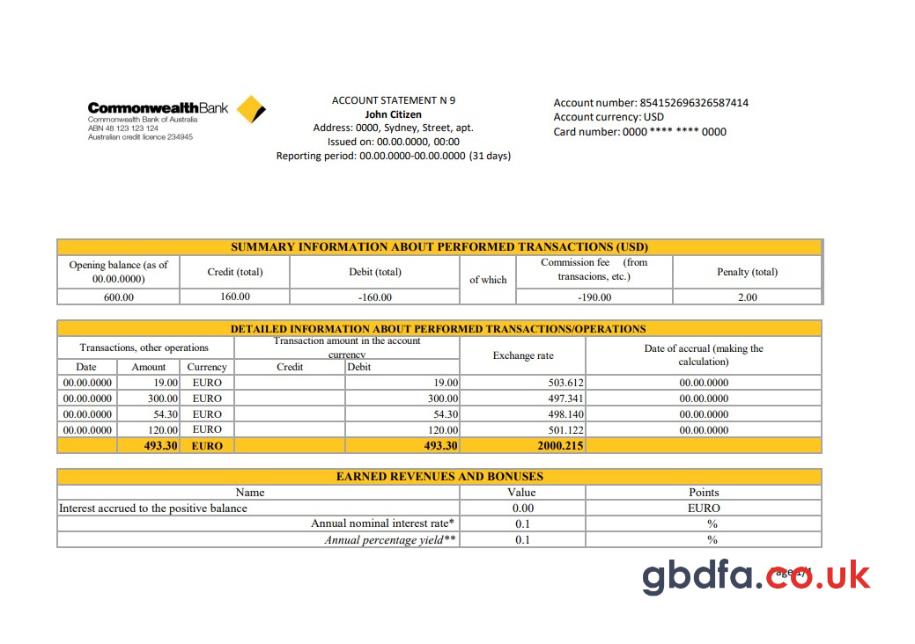 CommonwealthBank
Commonwealth Bank of Australia
ABN 48 123 123 124
Australian credit licence 234945
ACCOUNT STATEMENT N 9
John Citizen
Address: 0000, Sydney, Street, apt.
Issued on: 00.00.0000, 00:00
Reporting period: 00.00.0000-00.00.0000 (31 days)
Account number: 854152696326587414
Account currency: USD
Card number: 0000 **** **** 0000
SUMMARY INFORMATION ABOUT PERFORMED TRANSACTIONS (USD)
Opening balance (as of 00.00.0000) Credit (total) Debit (total) of which Commission fee (from transacions, etc.) Penalty (total)
600.00 160.00 -160.00 -190.00 2.00
DETAILED INFORMATION ABOUT PERFORMED TRANSACTIONS/OPERATIONS
Transactions, other operations Transaction amount in the account currency Exchange rate Date of accrual (making the calculation)
Date Amount Currency Credit Debit
00.00.0000 19.00 EURO 19.00 503.612 00.00.0000
00.00.0000 300.00 EURO 300.00 497.341 00.00.0000
00.00.0000 54.30 EURO 54.30 498.140 00.00.0000
00.00.0000 120.00 EURO 120.00 501.122 00.00.0000
493.30 EURO 493.30 2000.215
EARNED REVENUES AND BONUSES
Name Value Points
Interest accrued to the positive balance 0.00 EURO
Annual nominal interest rate* 0.1 %
Annual percentage yield** 0.1 %
gbdfa.co.uk